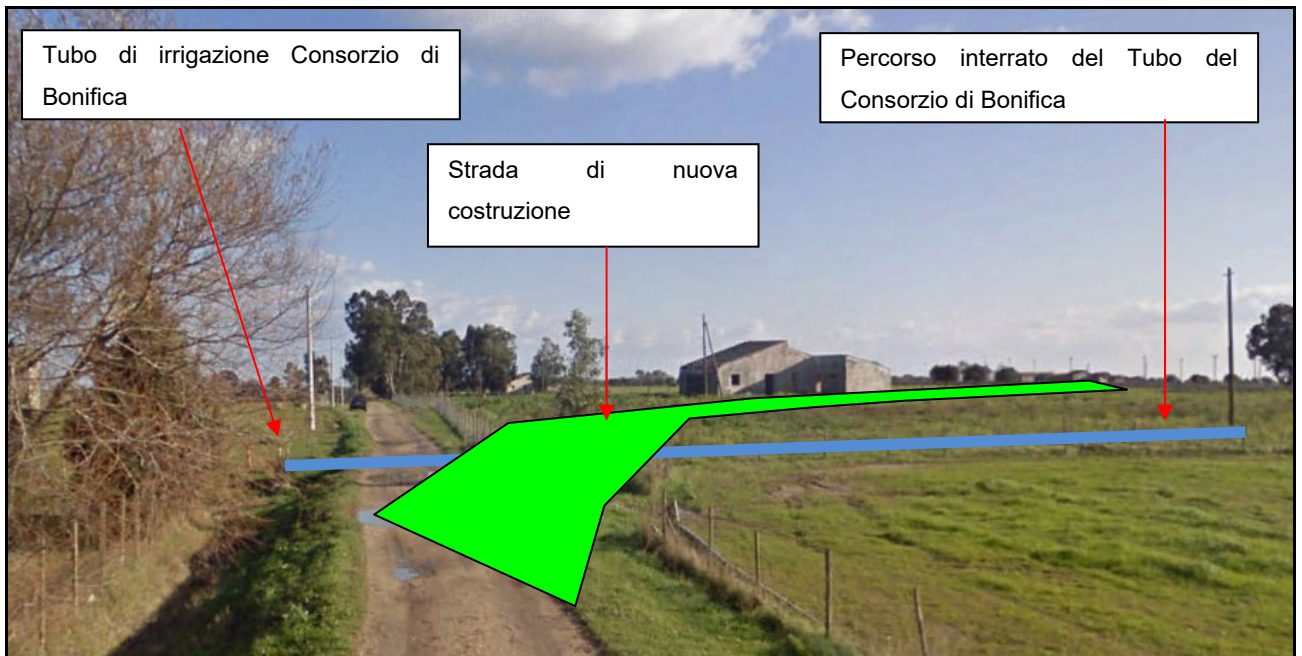 Tubo di irrigazione Consorzio di
Bonifica
Strada di nuova
costruzione
Percorso interrato del Tubo del
Consorzio di Bonifica